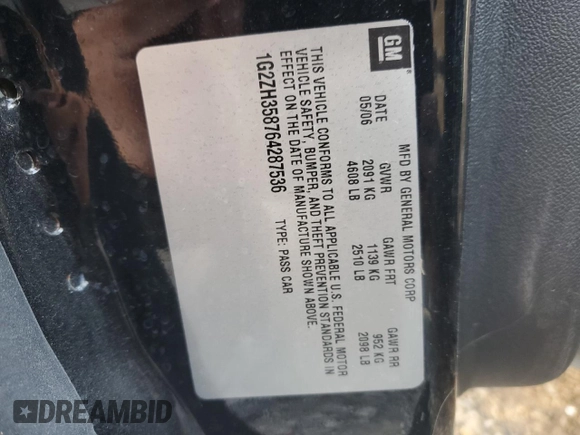 GM
MFD BY GENERAL MOTORS CORP
DATE GVWR GAWR FRT GAWR RR
05/06 2091 KG 1139 KG 952 KG
4608 LB 2510 LB 2098 LB
THIS VEHICLE CONFORMS TO ALL APPLICABLE U.S. FEDERAL MOTOR
VEHICLE SAFETY, BUMPER, AND THEFT PREVENTION STANDARDS IN
EFFECT ON THE DATE OF MANUFACTURE SHOWN ABOVE.
1G2ZH358764287536 TYPE: PASS CAR
DREAMBID